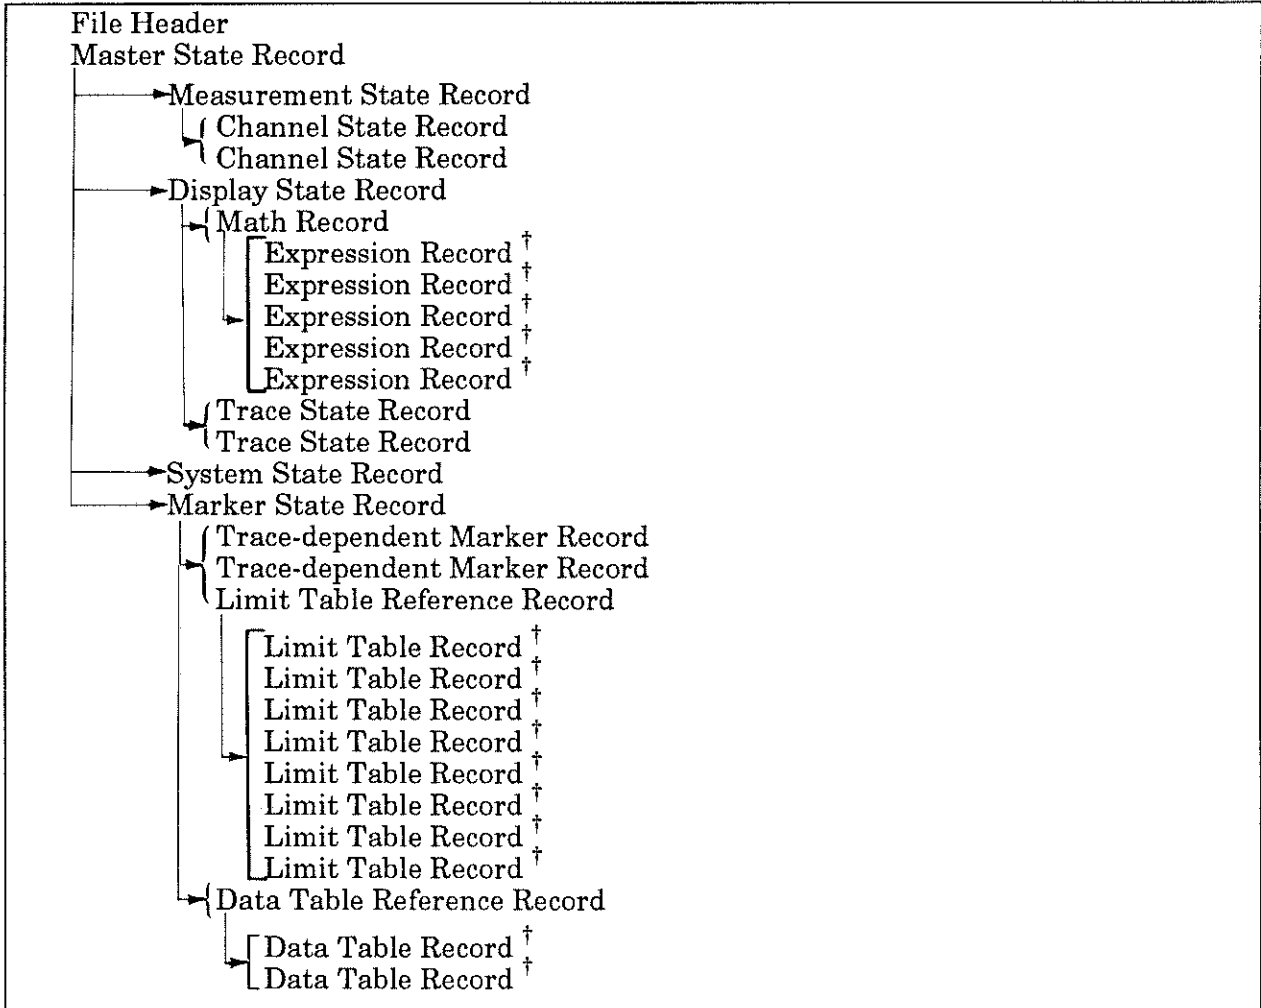 File Header
Master State Record
Measurement State Record
Channel State Record
Channel State Record
Display State Record
Math Record
Expression Record †
Expression Record †
Expression Record †
Expression Record †
Expression Record †
Trace State Record
Trace State Record
System State Record
Marker State Record
Trace-dependent Marker Record
Trace-dependent Marker Record
Limit Table Reference Record
Limit Table Record †
Limit Table Record †
Limit Table Record †
Limit Table Record †
Limit Table Record †
Limit Table Record †
Limit Table Record †
Limit Table Record †
Data Table Reference Record
Data Table Record †
Data Table Record †